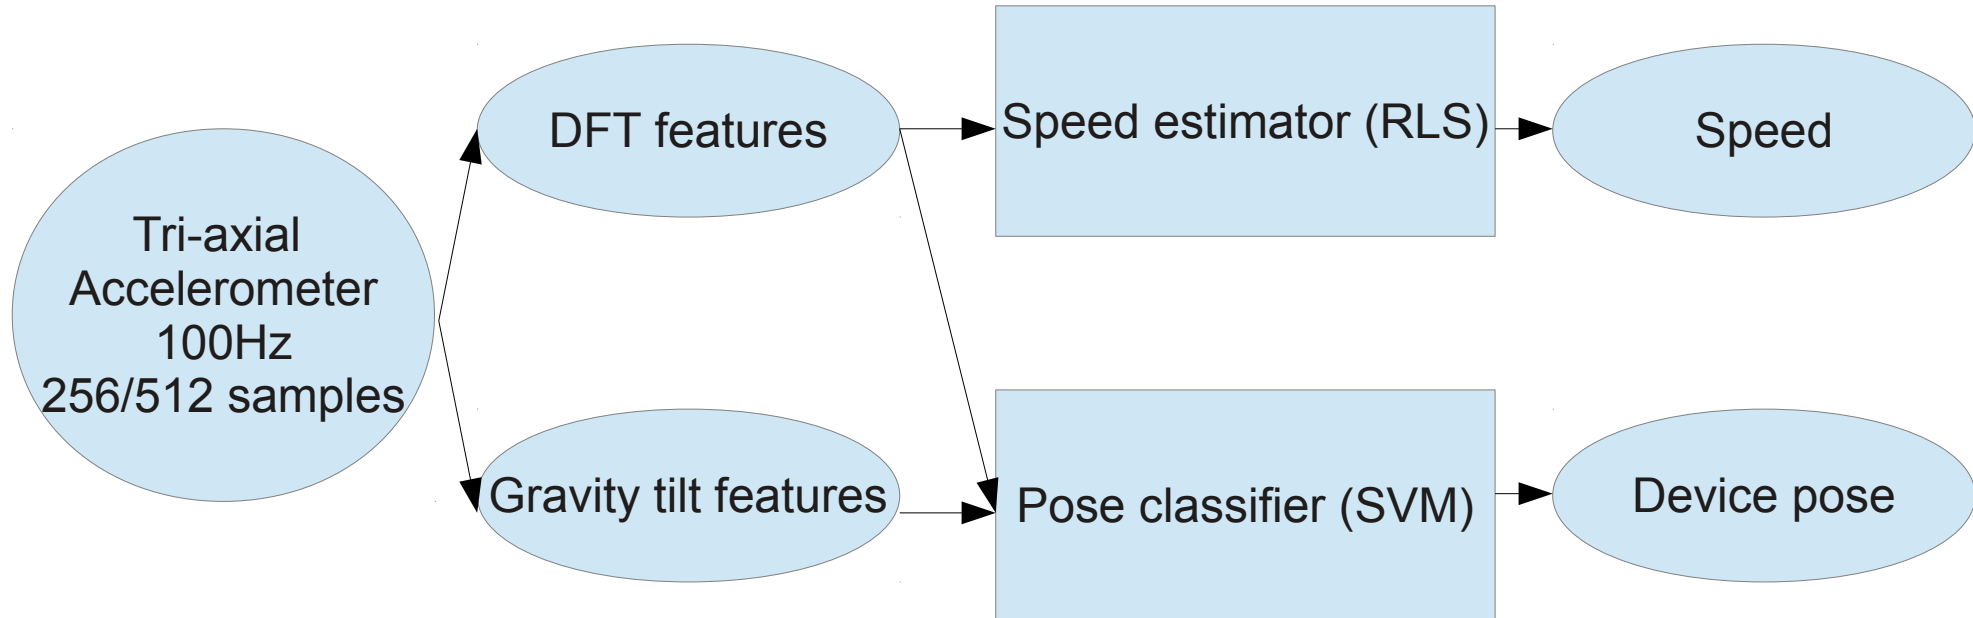 Tri-axial
Accelerometer
100Hz
256/512 samples
DFT features
Gravity tilt features
Speed estimator (RLS)
Pose classifier (SVM)
Speed
Device pose